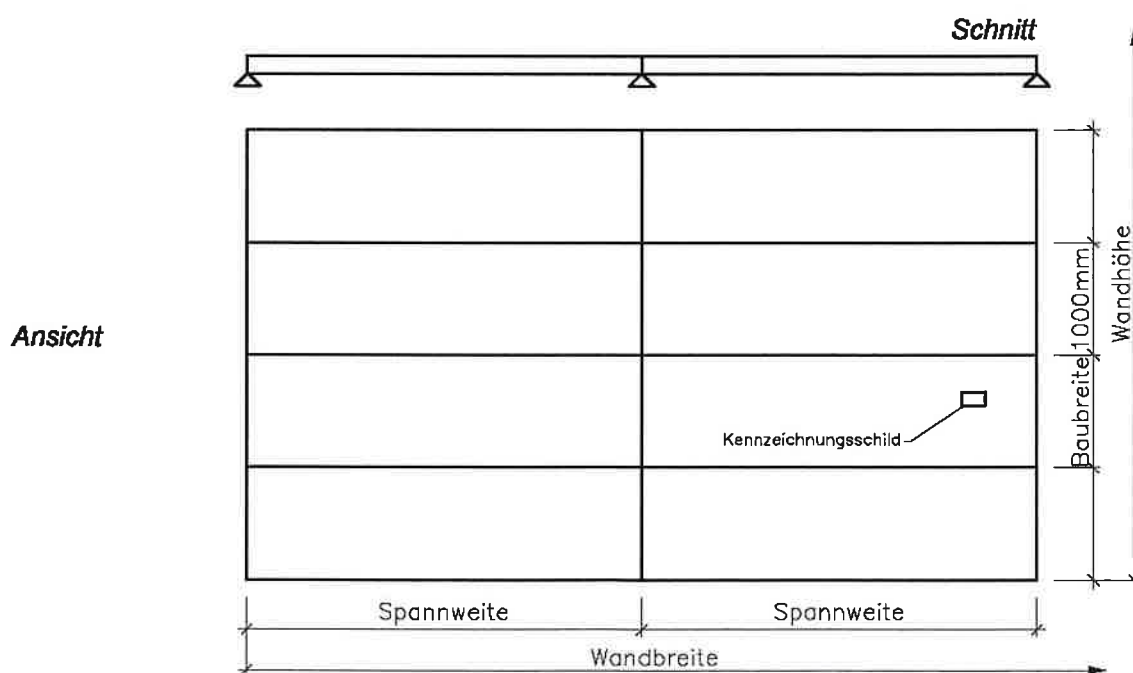 Schnitt
Ansicht
Kennzeichnungsschild
Baubreite 1000mm
Wandhöhe
Spannweite
Spannweite
Wandbreite